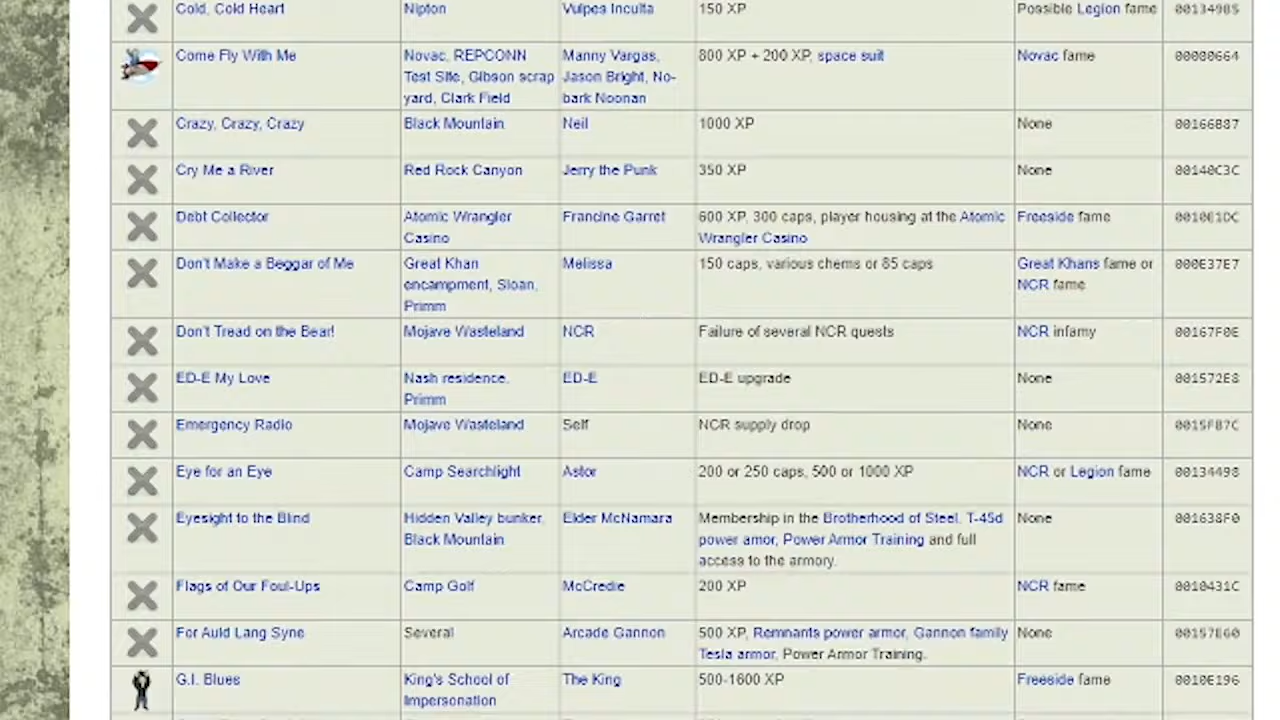 Cold, Cold Heart Nipton Vulpes Inculta 150 XP Possible Legion fame 00134985
Come Fly With Me Novac, REPCONN Manny Vargas, 800 XP + 200 XP, space suit Novac fame 00080664
Test Site, Gibson scrap Jason Bright, No-
yard, Clark Field bark Noonan
Crazy, Crazy, Crazy Black Mountain Neil 1000 XP None 00166B87
Cry Me a River Red Rock Canyon Jerry the Punk 350 XP None 00140C3C
Debt Collector Atomic Wrangler Francine Garret 600 XP, 300 caps, player housing at the Atomic Freeside fame 0010E1DC
Casino Wrangler Casino
Don't Make a Beggar of Me Great Khan Melissa 150 caps, various chems or 85 caps Great Khans fame or 000E37E7
encampment, Sloan, NCR fame
Primm
Don't Tread on the Bear! Mojave Wasteland NCR Failure of several NCR quests NCR infamy 00167F0E
ED-E My Love Nash residence, ED-E ED-E upgrade None 001572E8
Primm
Emergency Radio Mojave Wasteland Self NCR supply drop None 0015FB7C
Eye for an Eye Camp Searchlight Astor 200 or 250 caps, 500 or 1000 XP NCR or Legion fame 00134498
Eyesight to the Blind Hidden Valley bunker, Elder McNamara Membership in the Brotherhood of Steel, T-45d None 001638F0
Black Mountain power amor, Power Armor Training and full
access to the armory.
Flags of Our Foul-Ups Camp Golf McCredie 200 XP NCR fame 0010431C
For Auld Lang Syne Several Arcade Gannon 500 XP, Remnants power armor, Gannon family None 00157E60
Tesla armor, Power Armor Training.
G.I. Blues King's School of The King 500-1600 XP Freeside fame 0010E196
Impersonation